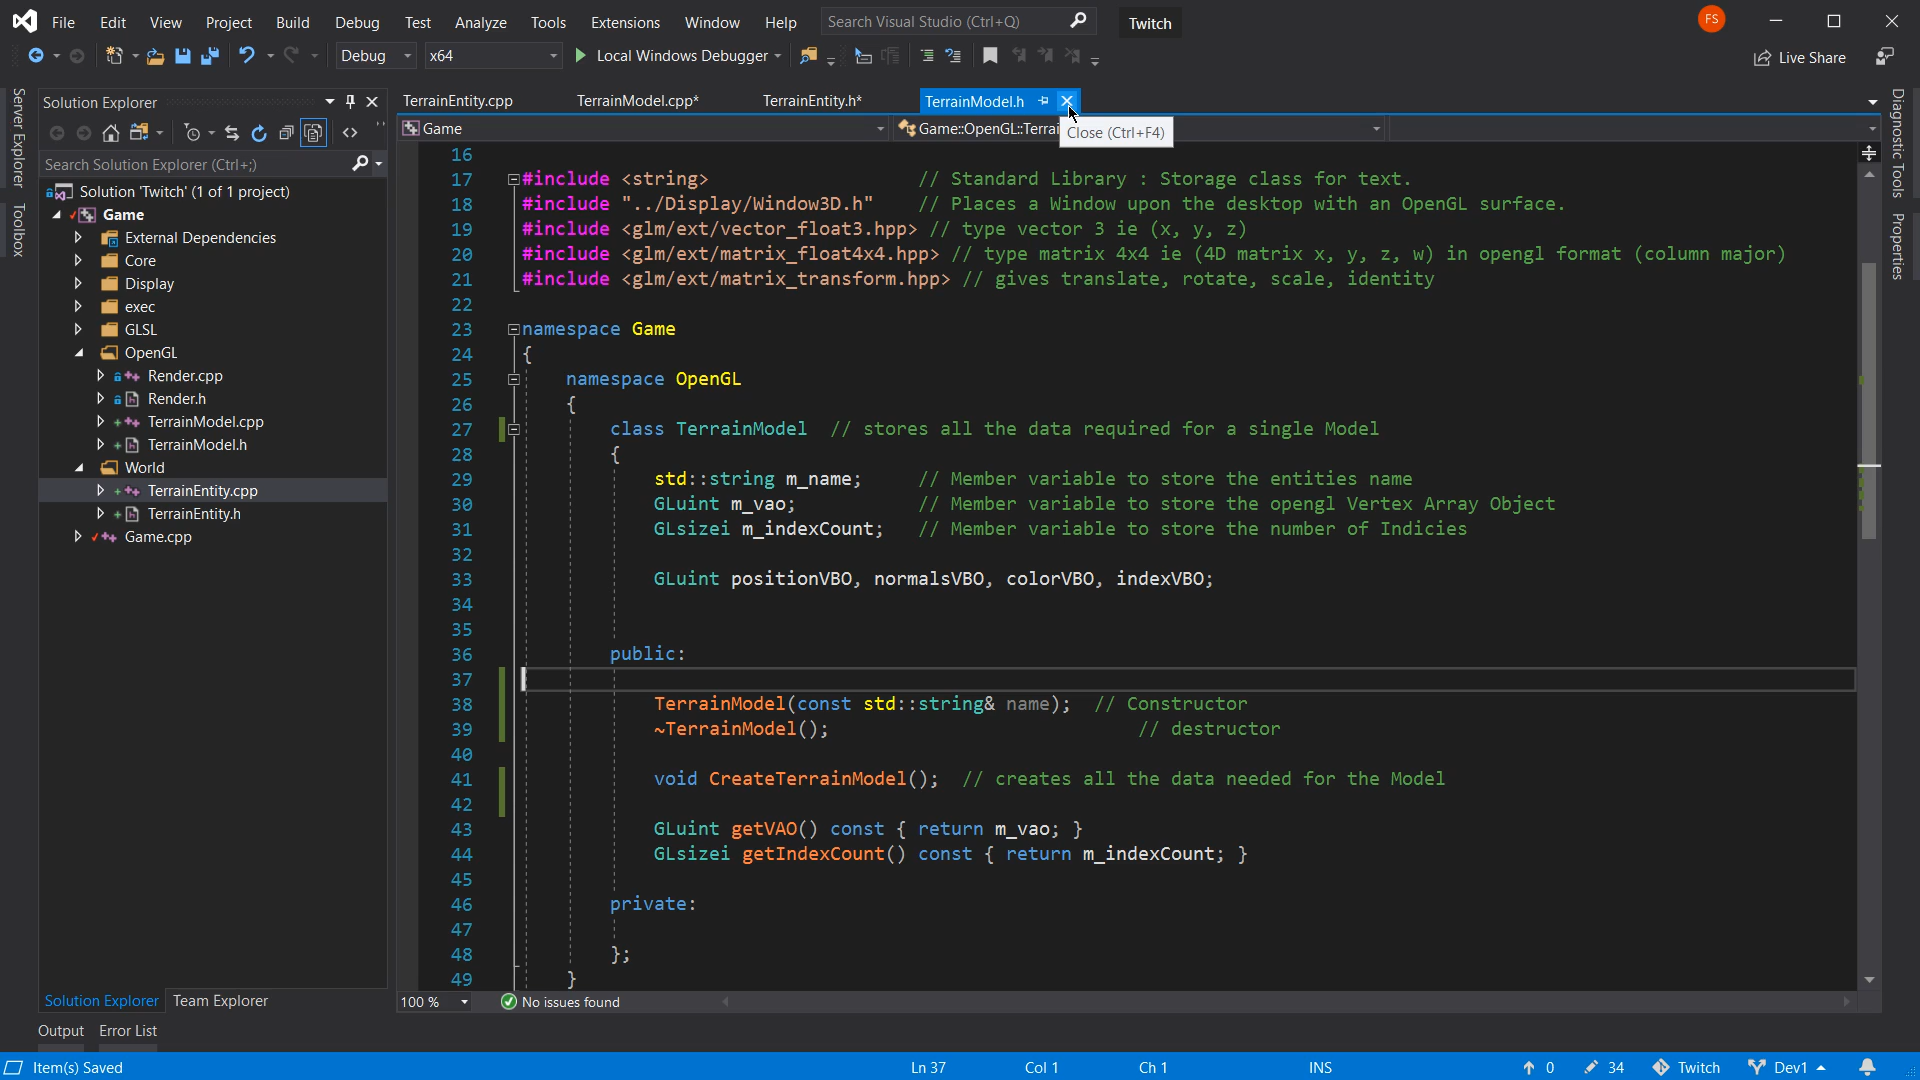 File Edit View Project Build Debug Test Analyze Tools Extensions Window Help Search Visual Studio (Ctrl+Q) Twitch FS
Debug x64 Local Windows Debugger Live Share
Server Explorer
Toolbox
Solution Explorer
Search Solution Explorer (Ctrl+;)
Solution 'Twitch' (1 of 1 project)
Game
External Dependencies
Core
Display
exec
GLSL
OpenGL
Render.cpp
Render.h
TerrainModel.cpp
TerrainModel.h
World
TerrainEntity.cpp
TerrainEntity.h
Game.cpp
Solution Explorer Team Explorer
TerrainEntity.cpp TerrainModel.cpp* TerrainEntity.h* TerrainModel.h
Game Game::OpenGL::Terrai
Close (Ctrl+F4)
16
17 #include <string> // Standard Library : Storage class for text.
18 #include "../Display/Window3D.h" // Places a Window upon the desktop with an OpenGL surface.
19 #include <glm/ext/vector_float3.hpp> // type vector 3 ie (x, y, z)
20 #include <glm/ext/matrix_float4x4.hpp> // type matrix 4x4 ie (4D matrix x, y, z, w) in opengl format (column major)
21 #include <glm/ext/matrix_transform.hpp> // gives translate, rotate, scale, identity
22
23 namespace Game
24 {
25 namespace OpenGL
26 {
27 class TerrainModel // stores all the data required for a single Model
28 {
29 std::string m_name; // Member variable to store the entities name
30 GLuint m_vao; // Member variable to store the opengl Vertex Array Object
31 GLsizei m_indexCount; // Member variable to store the number of Indicies
32
33 GLuint positionVBO, normalsVBO, colorVBO, indexVBO;
34
35
36 public:
37
38 TerrainModel(const std::string& name); // Constructor
39 ~TerrainModel(); // destructor
40
41 void CreateTerrainModel(); // creates all the data needed for the Model
42
43 GLuint getVAO() const { return m_vao; }
44 GLsizei getIndexCount() const { return m_indexCount; }
45
46 private:
47
48 };
49 }
100 % No issues found
Diagnostic Tools
Properties
Output Error List
Item(s) Saved Ln 37 Col 1 Ch 1 INS 0 34 Twitch Dev1